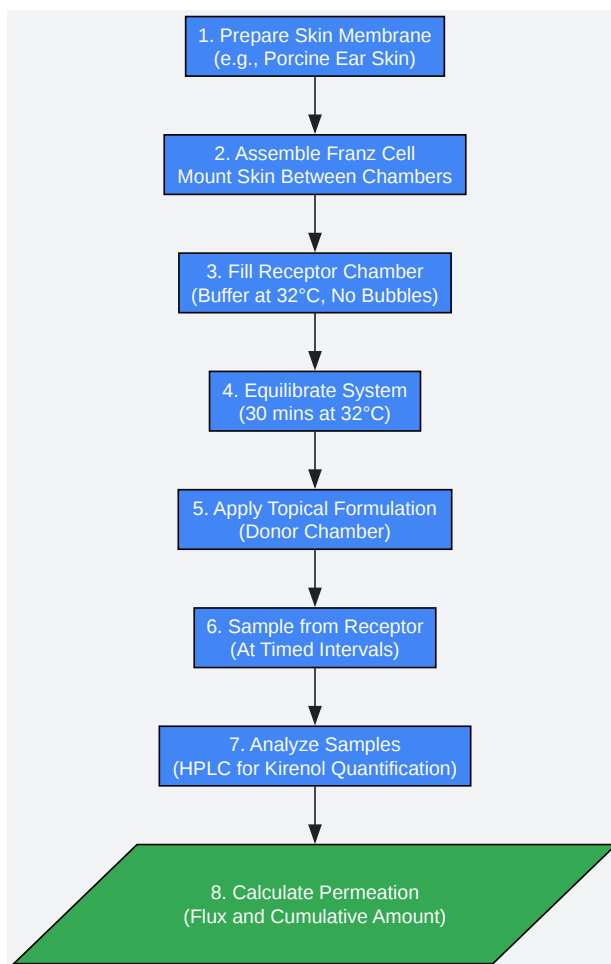 1. Prepare Skin Membrane
(e.g., Porcine Ear Skin)
2. Assemble Franz Cell
Mount Skin Between Chambers
3. Fill Receptor Chamber
(Buffer at 32°C, No Bubbles)
4. Equilibrate System
(30 mins at 32°C)
5. Apply Topical Formulation
(Donor Chamber)
6. Sample from Receptor
(At Timed Intervals)
7. Analyze Samples
(HPLC for Kirenol Quantification)
8. Calculate Permeation
(Flux and Cumulative Amount)